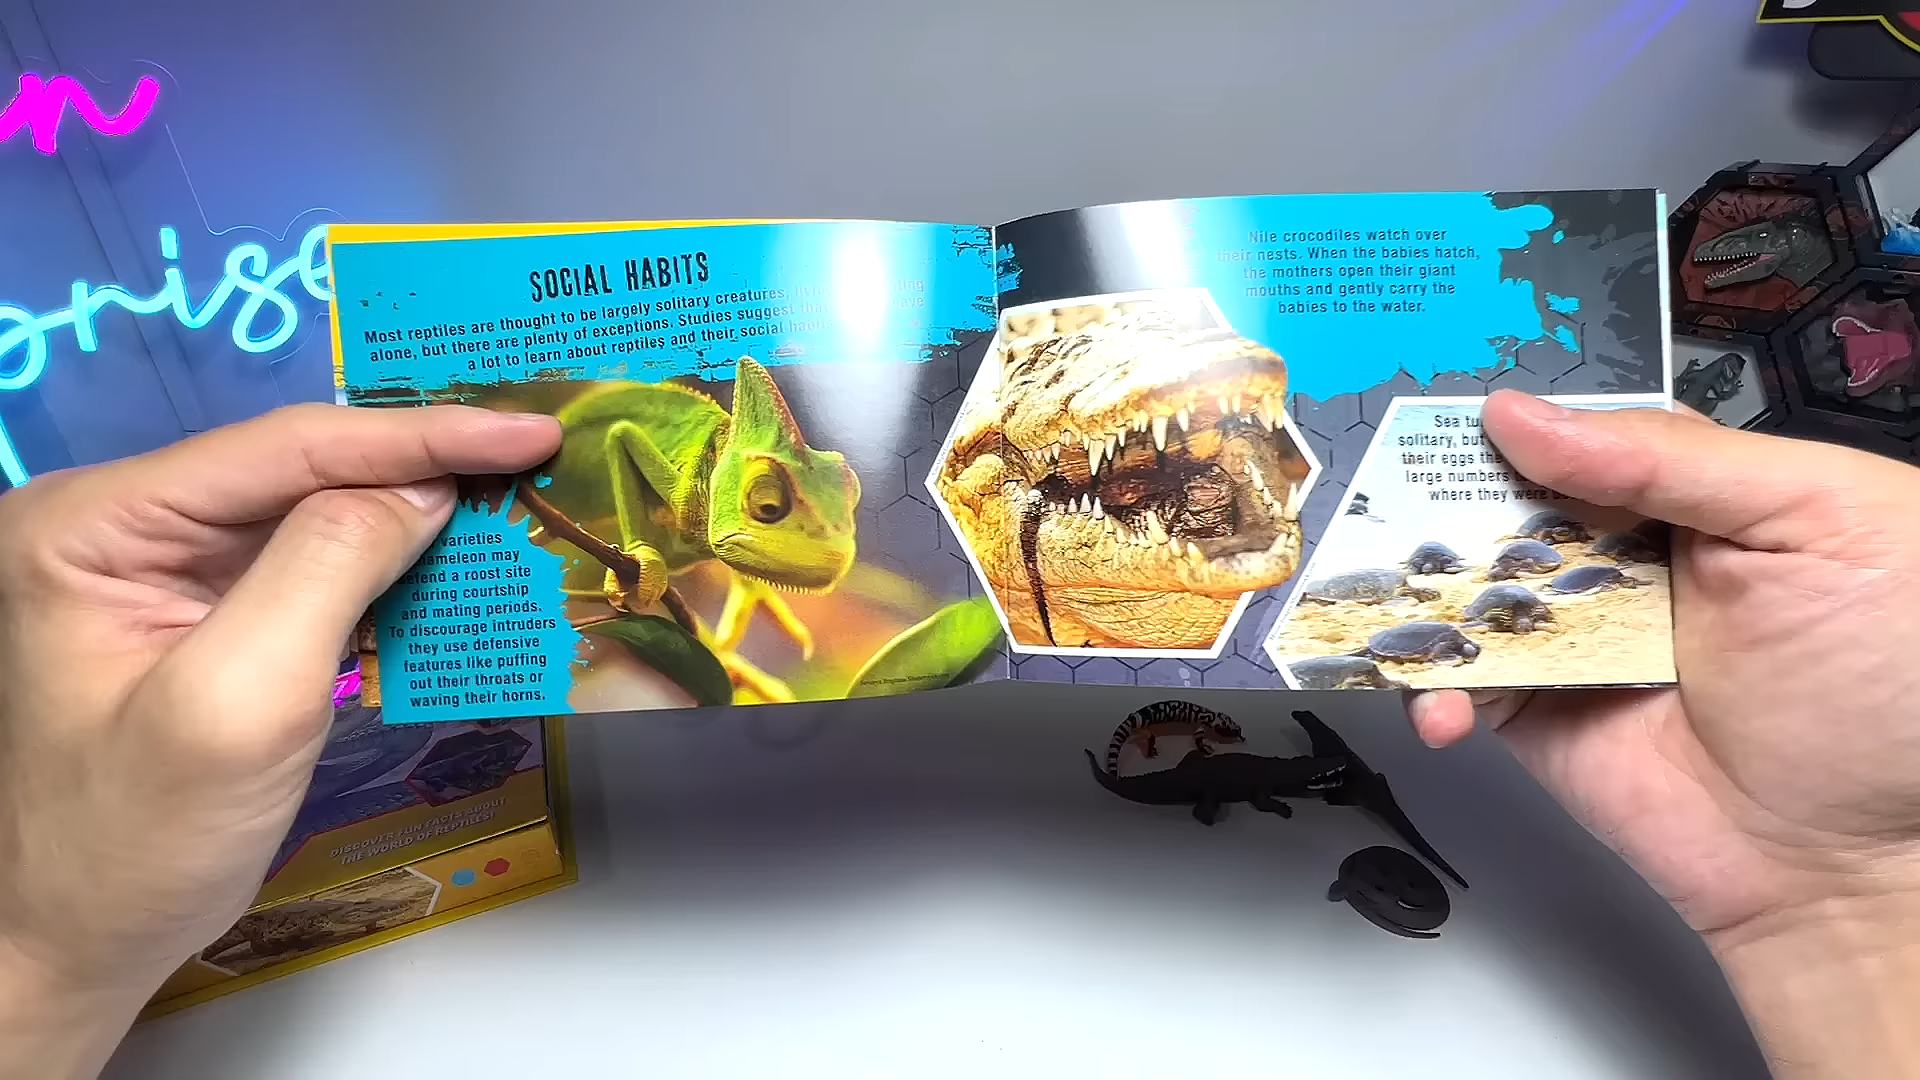 n
prise
SOCIAL HABITS
Most reptiles are thought to be largely solitary creatures,
alone, but there are plenty of exceptions. Studies suggest
a lot to learn about reptiles and their social
varieties
may
a roost site
during courtship
and mating periods.
To discourage intruders
they use defensive
features like puffing
out their throats or
waving their horns.
Nile crocodiles watch over
their nests. When the babies hatch,
the mothers open their giant
mouths and gently carry the
babies to the water.
Sea
solitary, but
their eggs
large numbers
where they were
DISCOVER FUN FACTS ABOUT
THE WORLD OF REPTILES!